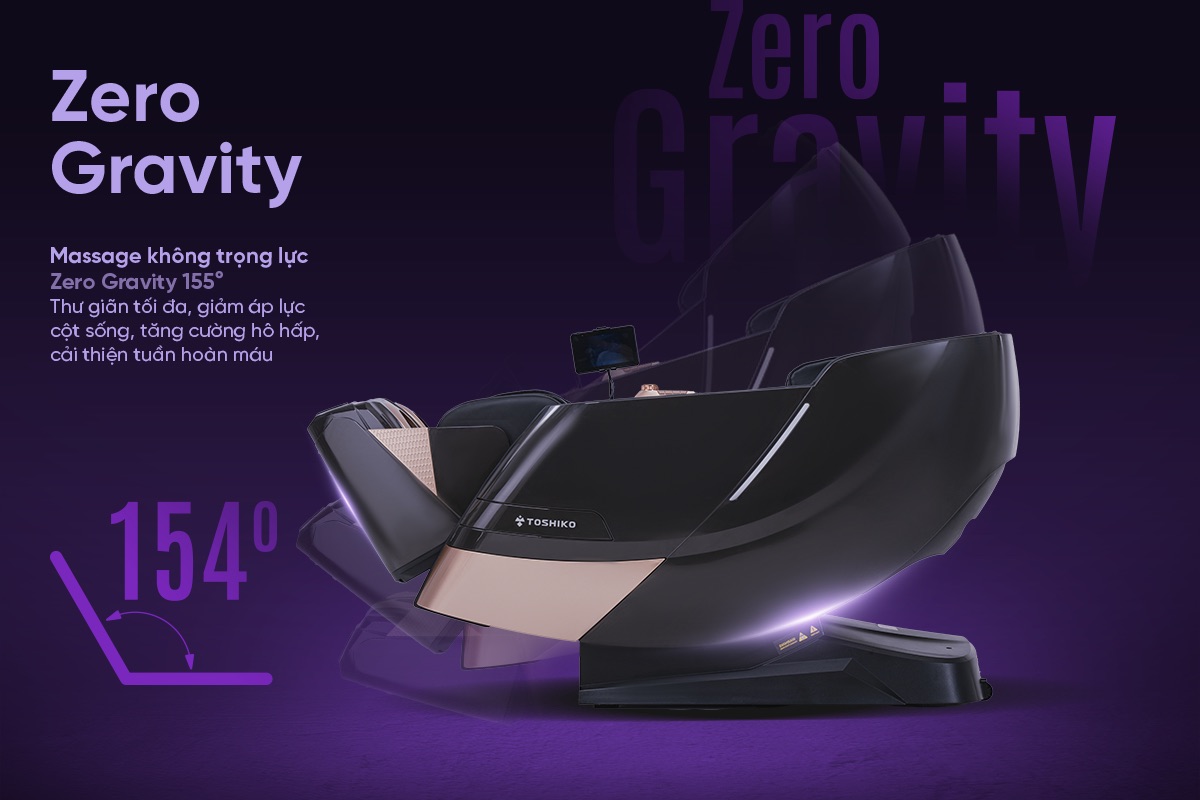 Zero
Gravity
Zero
Gravity
Massage không trọng lực
Zero Gravity 155°
Thư giãn tối đa, giảm áp lực
cột sống, tăng cường hô hấp,
cải thiện tuần hoàn máu
TOSHIKO
154⁰